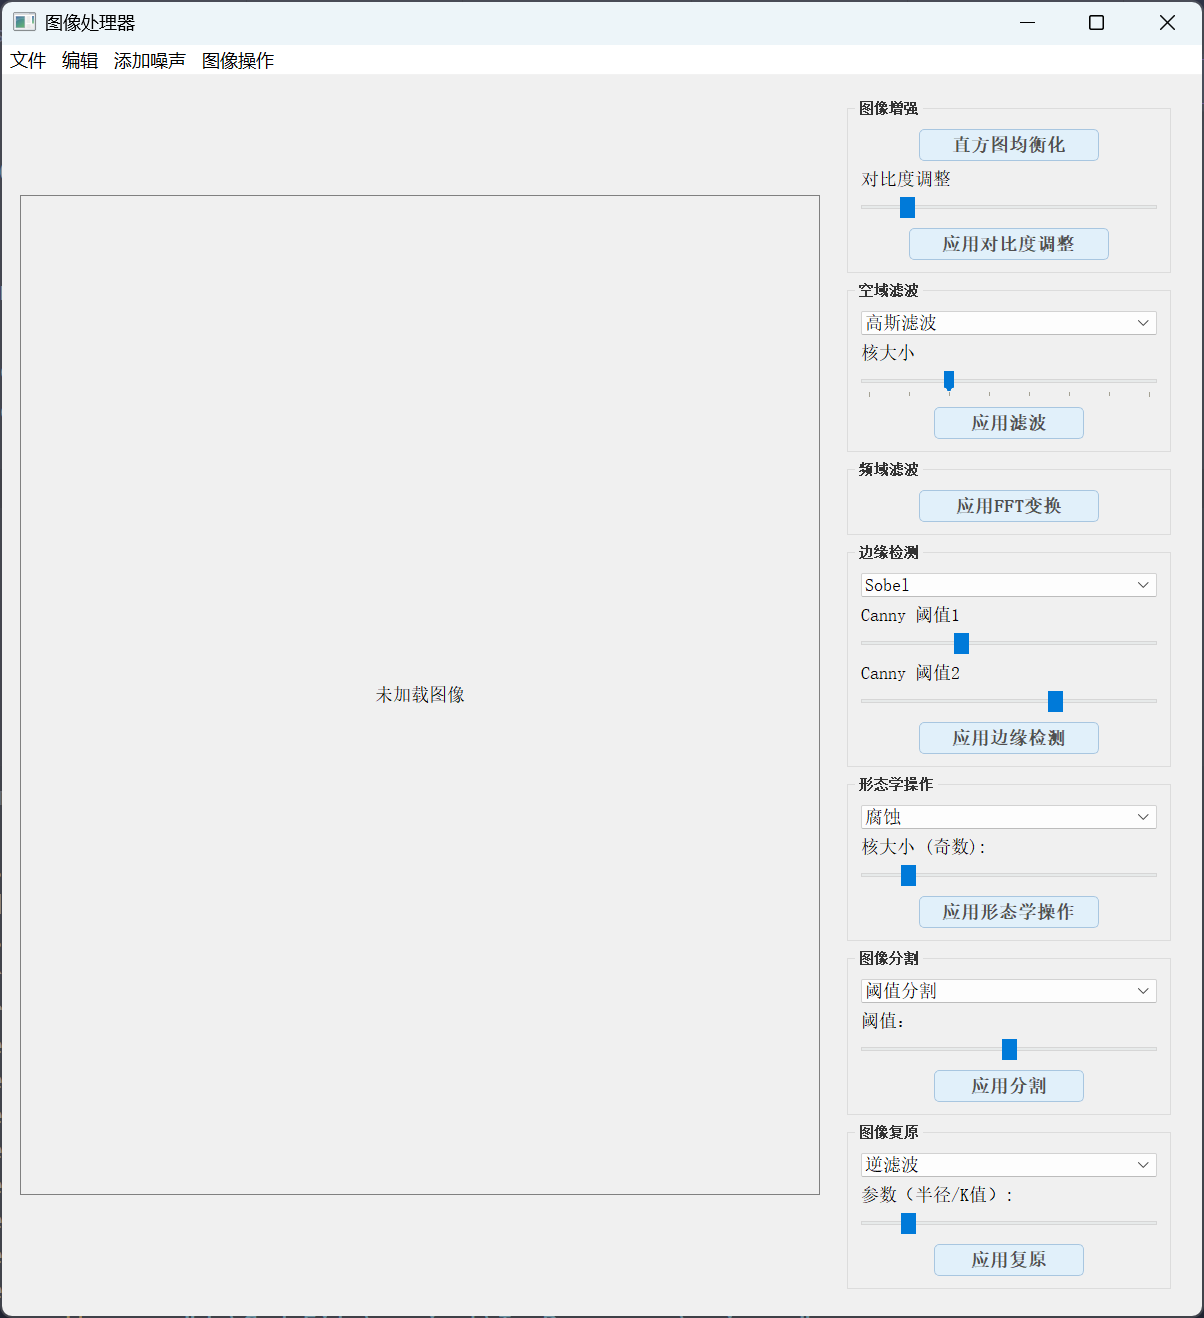 图像处理器
文件 编辑 添加噪声 图像操作
未加载图像
图像增强
直方图均衡化
对比度调整
应用对比度调整
空域滤波
高斯滤波
核大小
应用滤波
频域滤波
应用FFT变换
边缘检测
Sobel
Canny 阈值1
Canny 阈值2
应用边缘检测
形态学操作
腐蚀
核大小 (奇数):
应用形态学操作
图像分割
阈值分割
阈值:
应用分割
图像复原
逆滤波
参数（半径/K值）:
应用复原